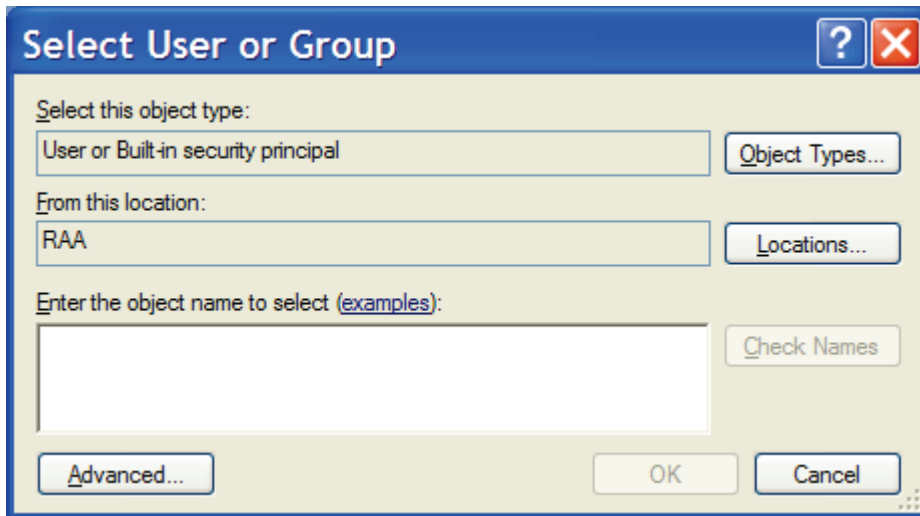 Select User or Group
Select this object type:
User or Built-in security principal
Object Types...
From this location:
RAA
Locations...
Enter the object name to select (examples):
Check Names
Advanced...
OK
Cancel